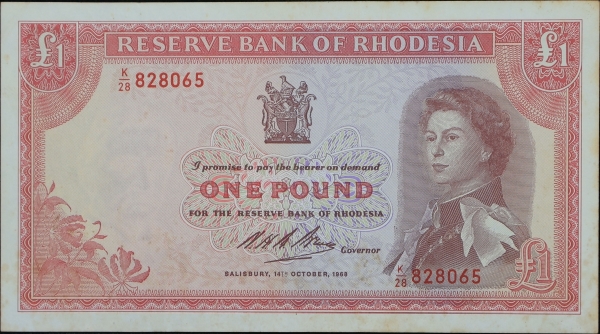 £1 RESERVE BANK OF RHODESIA £1
K/28 828065
I promise to pay the bearer on demand
ONE POUND
FOR THE RESERVE BANK OF RHODESIA
Governor
SALISBURY, 14TH OCTOBER, 1968
K/28 828065
£1